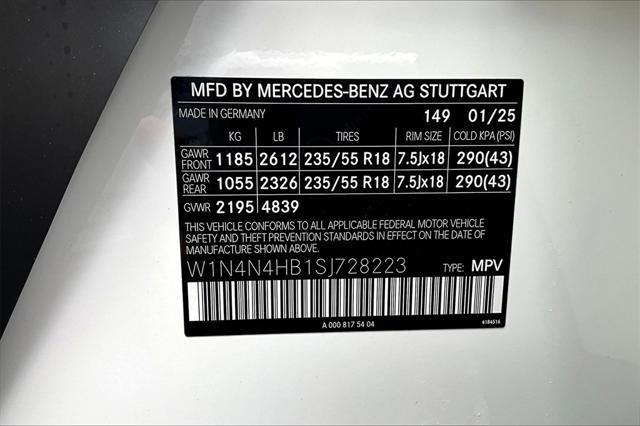 MFD BY MERCEDES-BENZ AG STUTTGART
MADE IN GERMANY 149 01/25
KG LB TIRES RIM SIZE COLD KPA (PSI)
GAWR FRONT 1185 2612 235/55 R18 7.5Jx18 290(43)
GAWR REAR 1055 2326 235/55 R18 7.5Jx18 290(43)
GVWR 2195 4839
THIS VEHICLE CONFORMS TO ALL APPLICABLE FEDERAL MOTOR VEHICLE
SAFETY AND THEFT PREVENTION STANDARDS IN EFFECT ON THE DATE OF
MANUFACTURE SHOWN ABOVE.
W1N4N4HB1SJ728223 TYPE: MPV
A 000 817 54 04 6184516